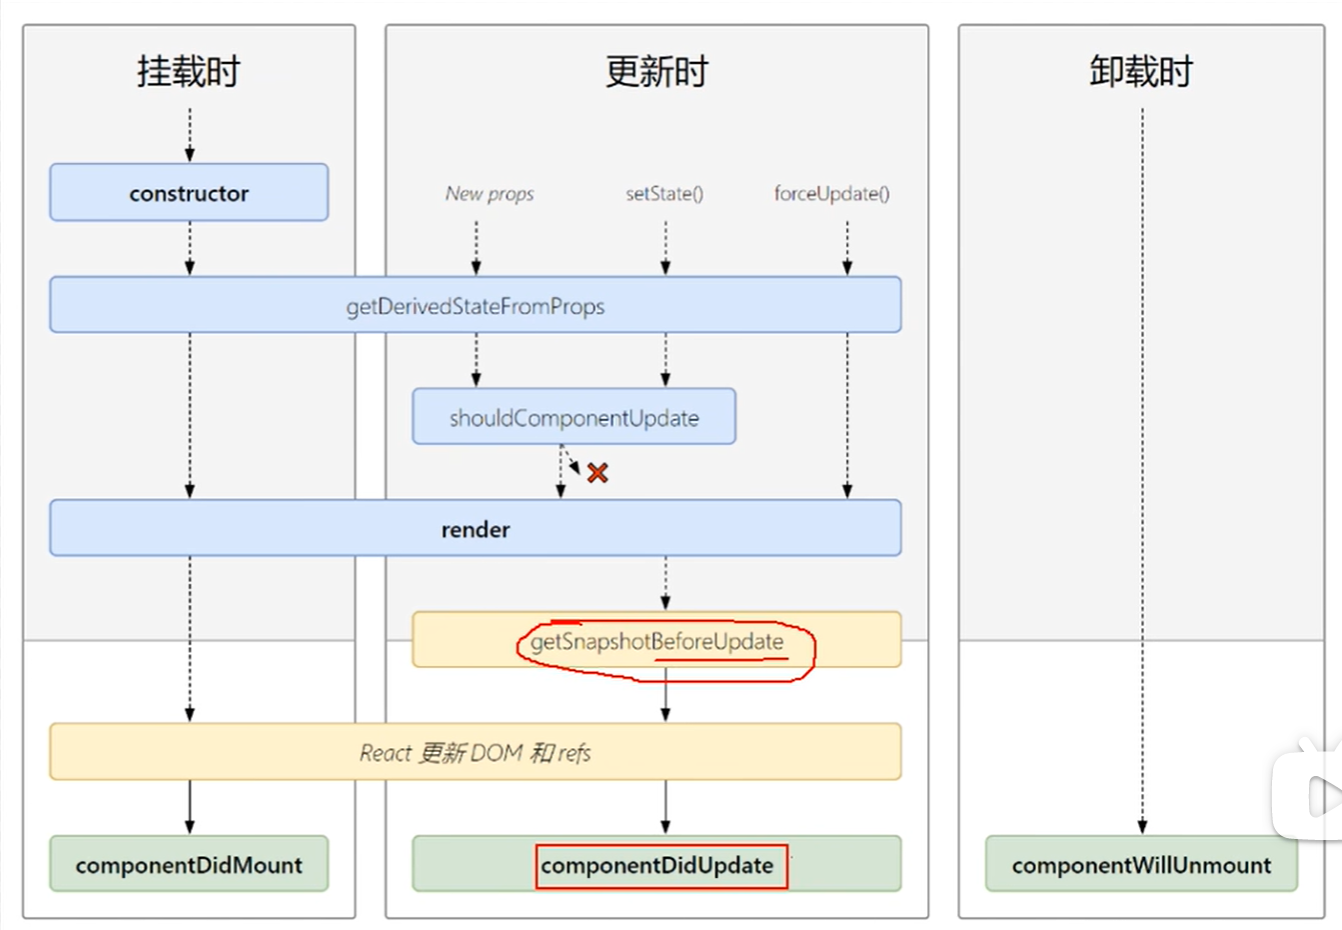 挂载时
更新时
卸载时
constructor
New props
setState()
forceUpdate()
getDerivedStateFromProps
shouldComponentUpdate
render
getSnapshotBeforeUpdate
React 更新 DOM 和 refs
componentDidMount
componentDidUpdate
componentWillUnmount